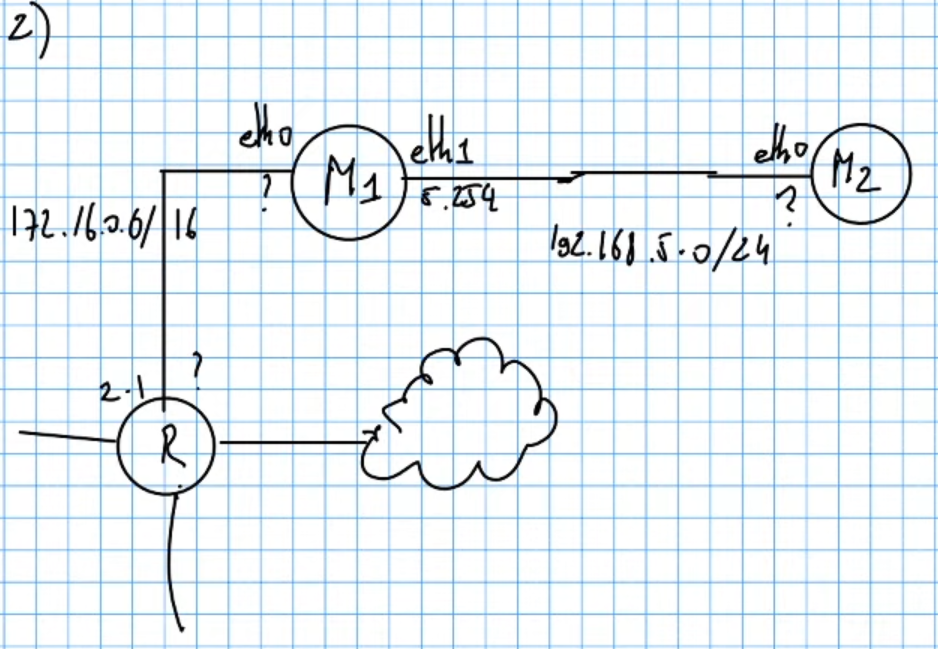 2)
eth0
M1
eth1
eth0
M2
?
5.254
?
172.16.0.0/16
192.168.5.0/24
?
2.1
R